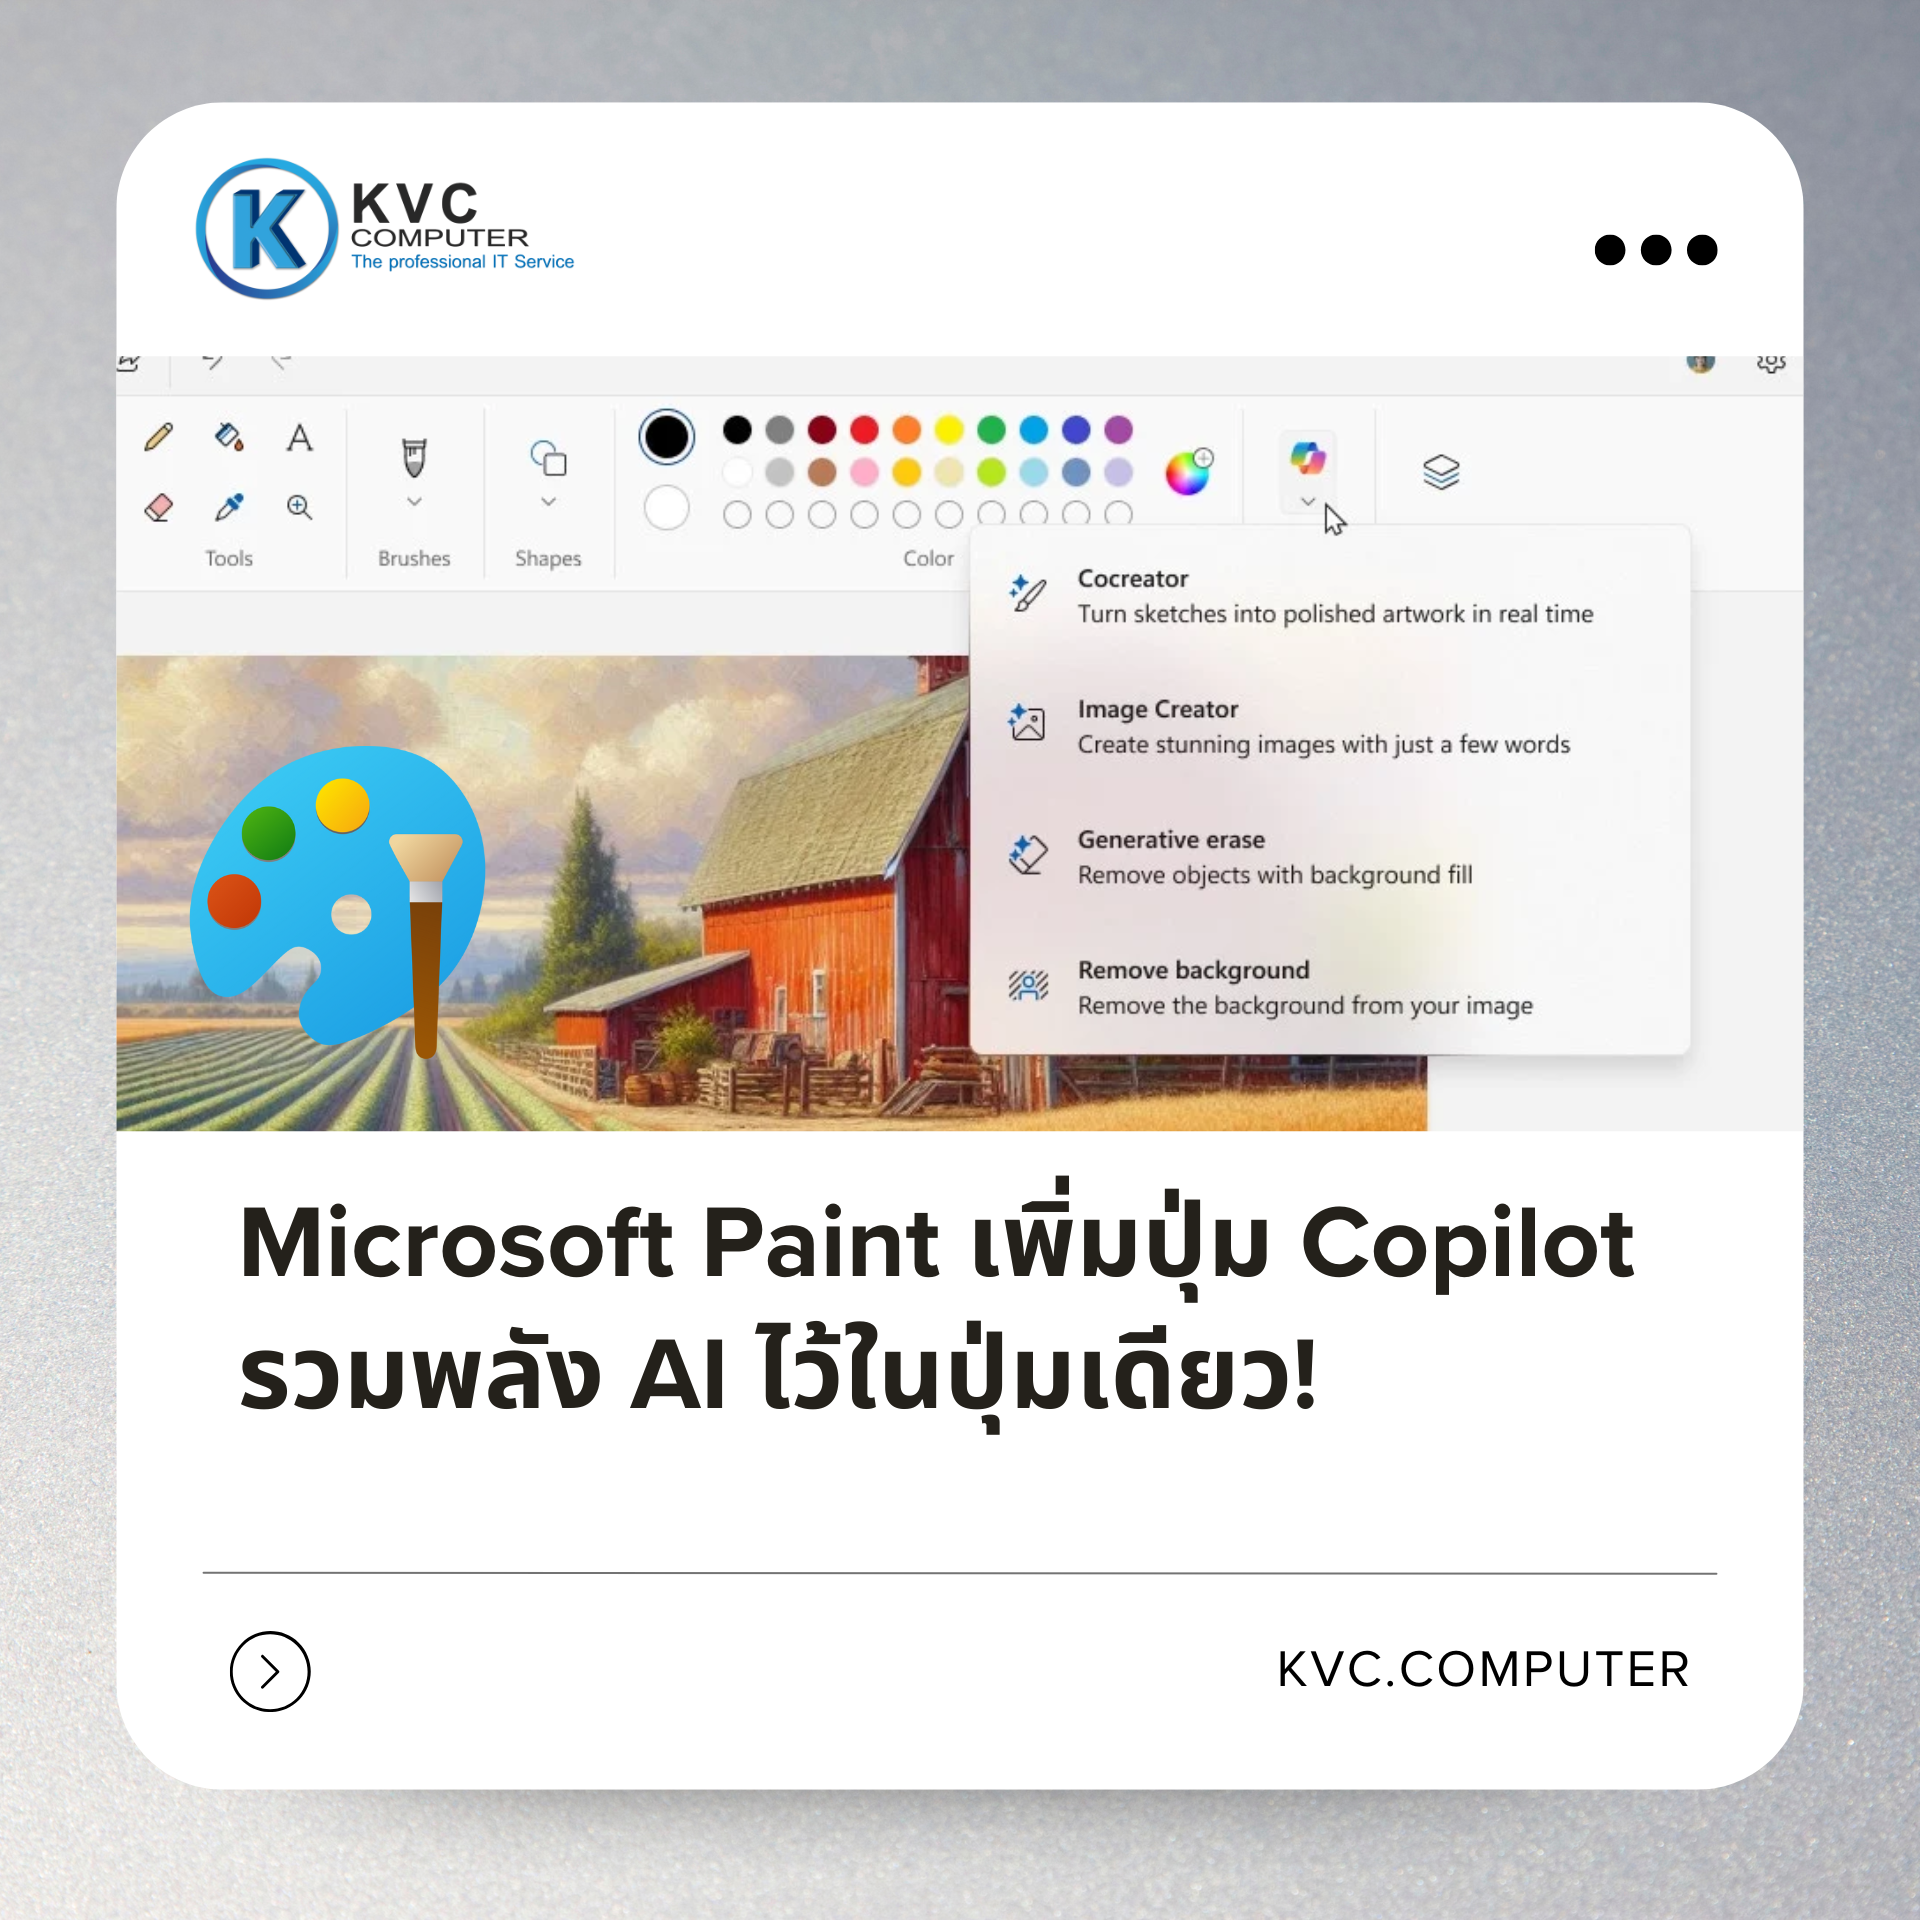 KVC
COMPUTER
The professional IT Service
Tools
Brushes
Shapes
Color
Cocreator
Turn sketches into polished artwork in real time
Image Creator
Create stunning images with just a few words
Generative erase
Remove objects with background fill
Remove background
Remove the background from your image
Microsoft Paint เพิ่มปุ่ม Copilot
รวมพลัง AI ไว้ในปุ่มเดียว!
KVC.COMPUTER